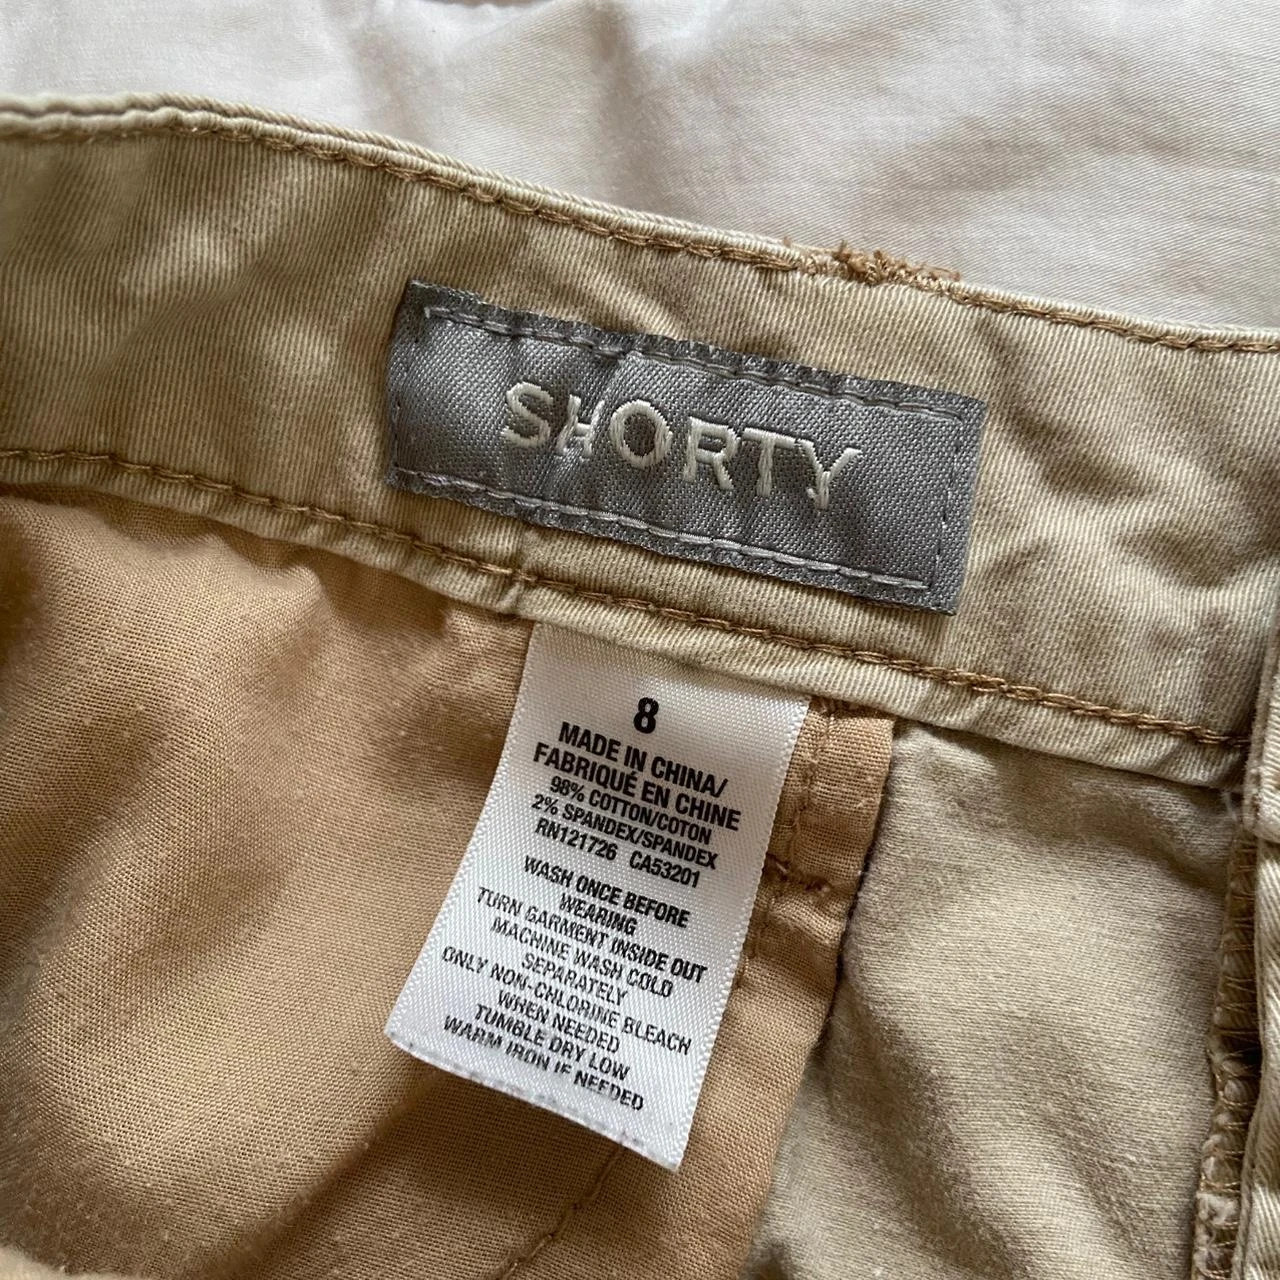 SHORTY
8
MADE IN CHINA/
FABRIQUÉ EN CHINE
98% COTTON/COTON
2% SPANDEX/SPANDEX
RN121726 CA53201
WASH ONCE BEFORE
WEARING
TURN GARMENT INSIDE OUT
MACHINE WASH COLD
SEPARATELY
ONLY NON-CHLORINE BLEACH
WHEN NEEDED
TUMBLE DRY LOW
WARM IRON IF NEEDED